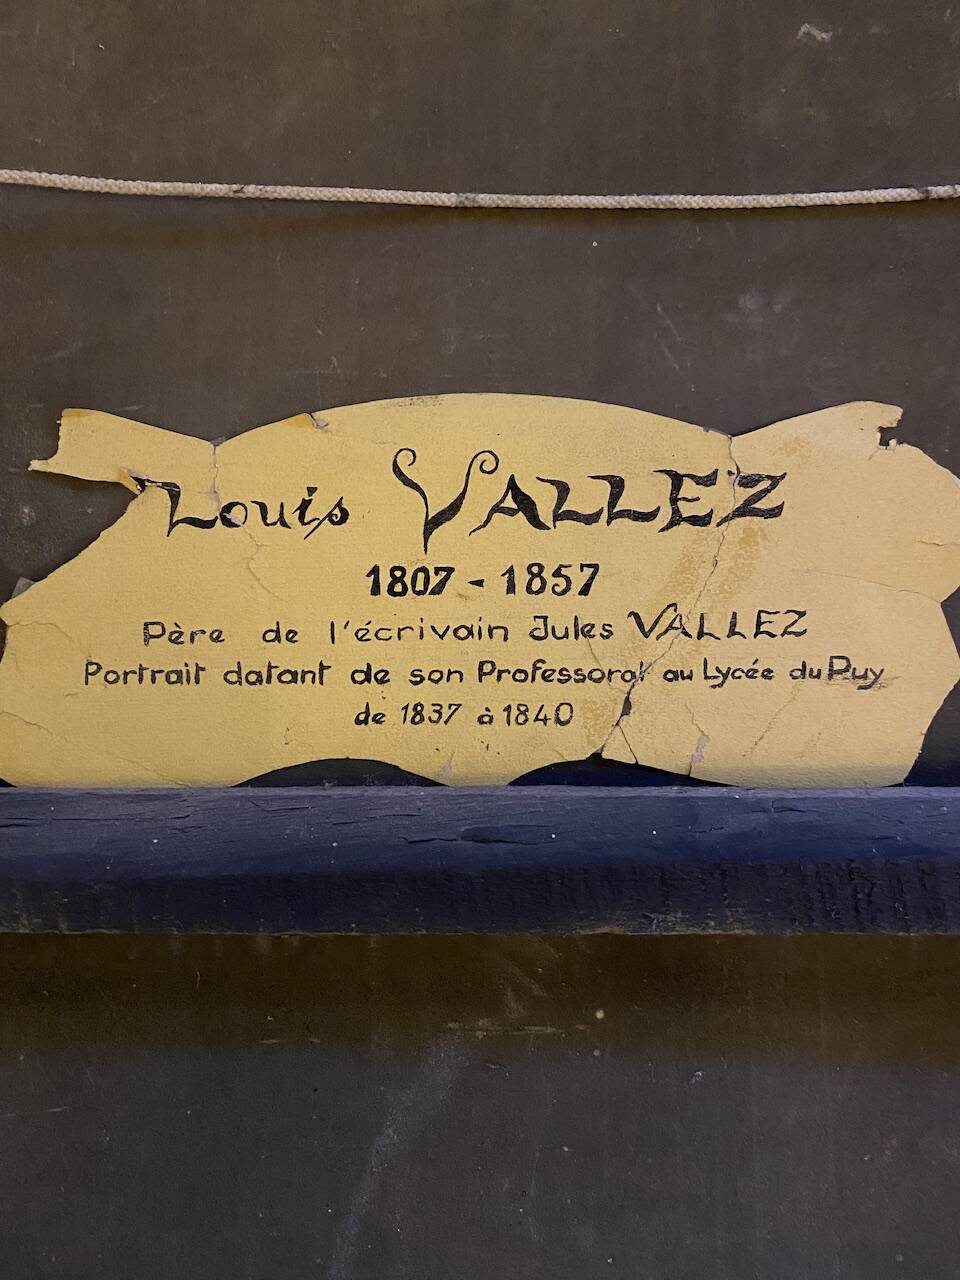 Louis VALLEZ
1807 - 1857
Père de l'écrivain Jules VALLEZ
Portrait datant de son Professorat au Lycée du Puy
de 1837 à 1840